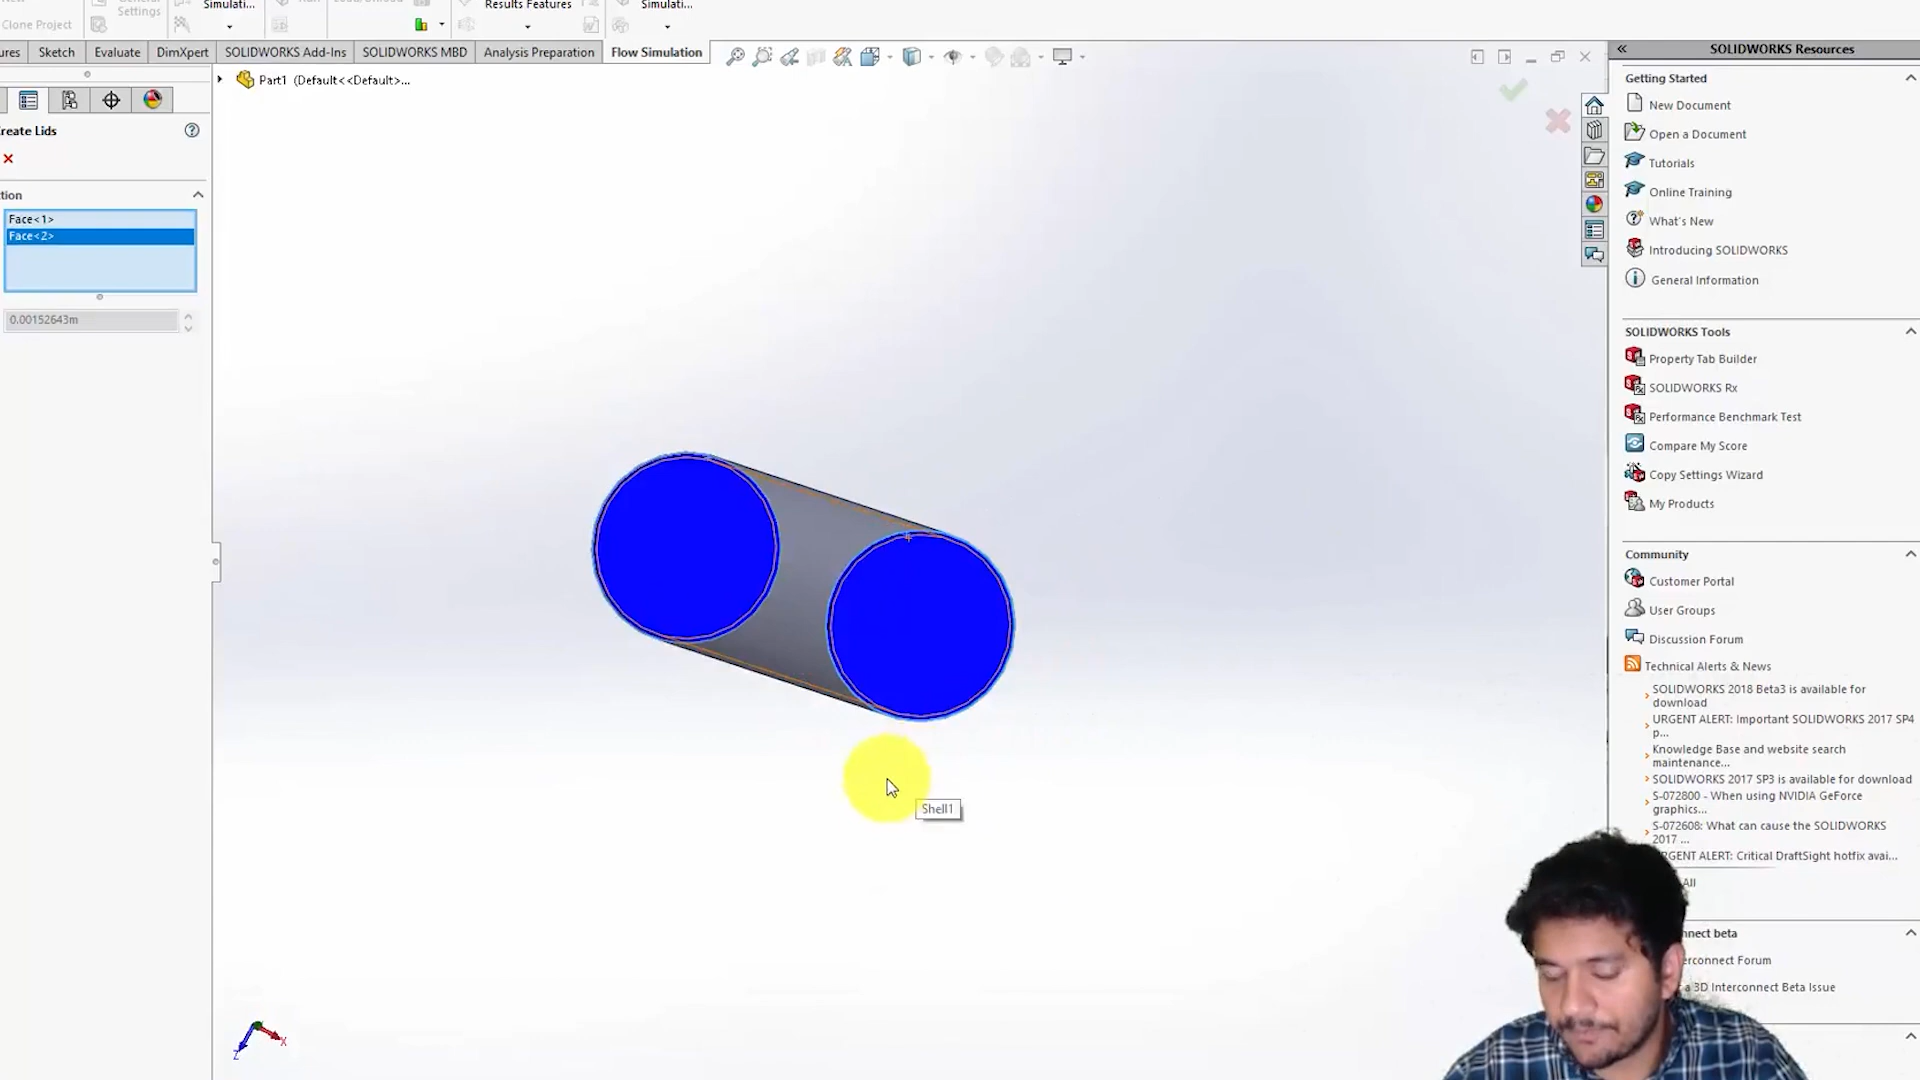 Clone Project
General
Settings
Simulati...
Results Features
Simulati...
ures
Sketch
Evaluate
DimXpert
SOLIDWORKS Add-Ins
SOLIDWORKS MBD
Analysis Preparation
Flow Simulation
SOLIDWORKS Resources
Part1 (Default<<Default>...
reate Lids
tion
Face<1>
Face<2>
0.00152643m
Shell1
Z
X
Getting Started
New Document
Open a Document
Tutorials
Online Training
What's New
Introducing SOLIDWORKS
General Information
SOLIDWORKS Tools
Property Tab Builder
SOLIDWORKS Rx
Performance Benchmark Test
Compare My Score
Copy Settings Wizard
My Products
Community
Customer Portal
User Groups
Discussion Forum
Technical Alerts & News
SOLIDWORKS 2018 Beta3 is available for
download
URGENT ALERT: Important SOLIDWORKS 2017 SP4
p...
Knowledge Base and website search
maintenance...
SOLIDWORKS 2017 SP3 is available for download
S-072800 - When using NVIDIA GeForce
graphics...
S-072608: What can cause the SOLIDWORKS
2017 ...
RGENT ALERT: Critical DraftSight hotfix avai...
All
nnect beta
erconnect Forum
a 3D Interconnect Beta Issue